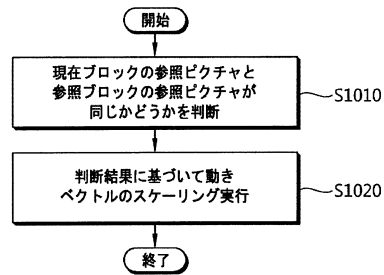 開始
現在ブロックの参照ピクチャと
参照ブロックの参照ピクチャが
同じかどうかを判断
S1010
判断結果に基づいて動き
ベクトルのスケーリング実行
S1020
終了